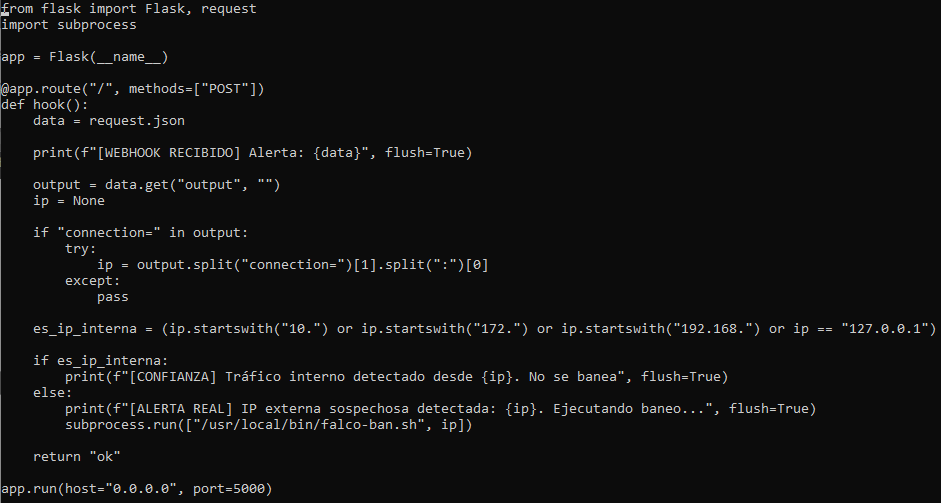 from flask import Flask, request
import subprocess

app = Flask(__name__)

@app.route("/", methods=["POST"])
def hook():
    data = request.json

    print(f"[WEBHOOK RECIBIDO] Alerta: {data}", flush=True)

    output = data.get("output", "")
    ip = None

    if "connection=" in output:
        try:
            ip = output.split("connection=")[1].split(":")[0]
        except:
            pass

    es_ip_interna = (ip.startswith("10.") or ip.startswith("172.") or ip.startswith("192.168.") or ip == "127.0.0.1")

    if es_ip_interna:
        print(f"[CONFIANZA] Tráfico interno detectado desde {ip}. No se banea", flush=True)
    else:
        print(f"[ALERTA REAL] IP externa sospechosa detectada: {ip}. Ejecutando baneo...", flush=True)
        subprocess.run(["/usr/local/bin/falco-ban.sh", ip])

    return "ok"

app.run(host="0.0.0.0", port=5000)